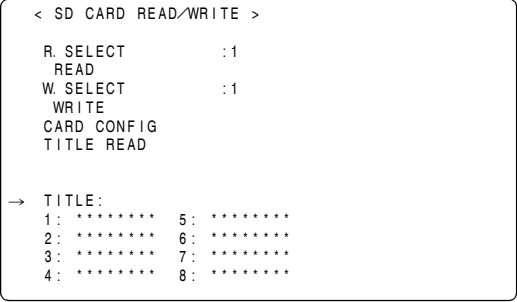 < SD CARD READ/WRITE >
R. SELECT :1
READ
W. SELECT :1
WRITE
CARD CONFIG
TITLE READ
→ TITLE:
1: ******** 5: ********
2: ******** 6: ********
3: ******** 7: ********
4: ******** 8: ********